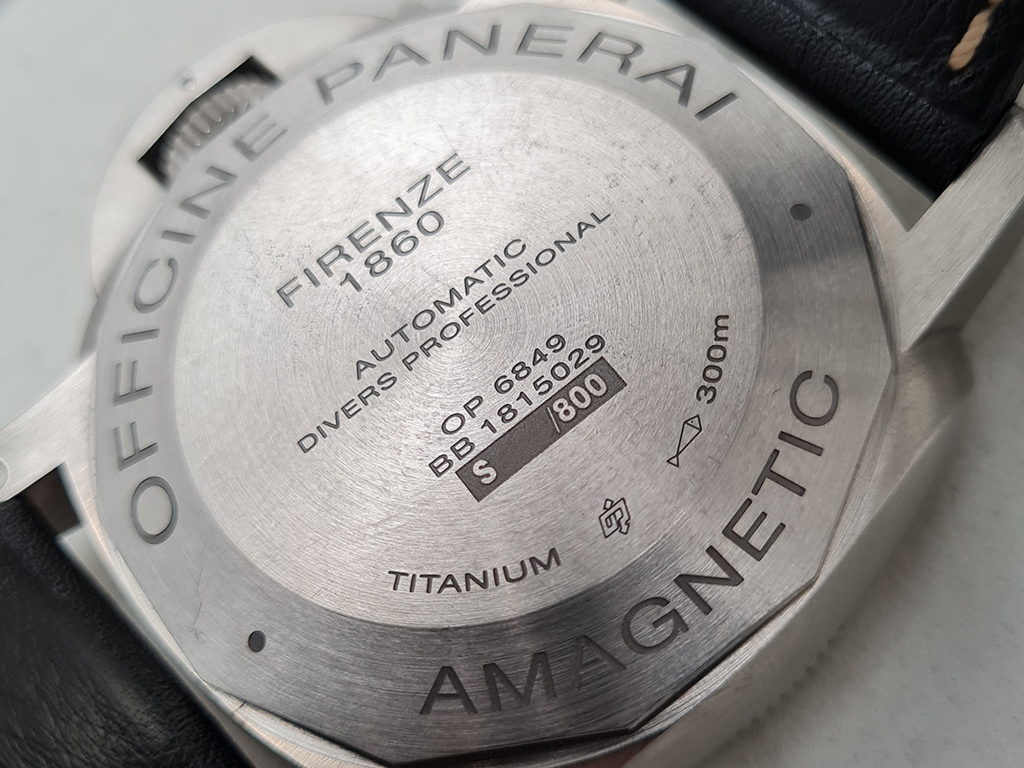 OFFICINE PANERAI
FIRENZE
1860
AUTOMATIC
DIVERS PROFESSIONAL
OP 6849
BB 1815029
S /800
300m
TITANIUM
AMAGNETIC